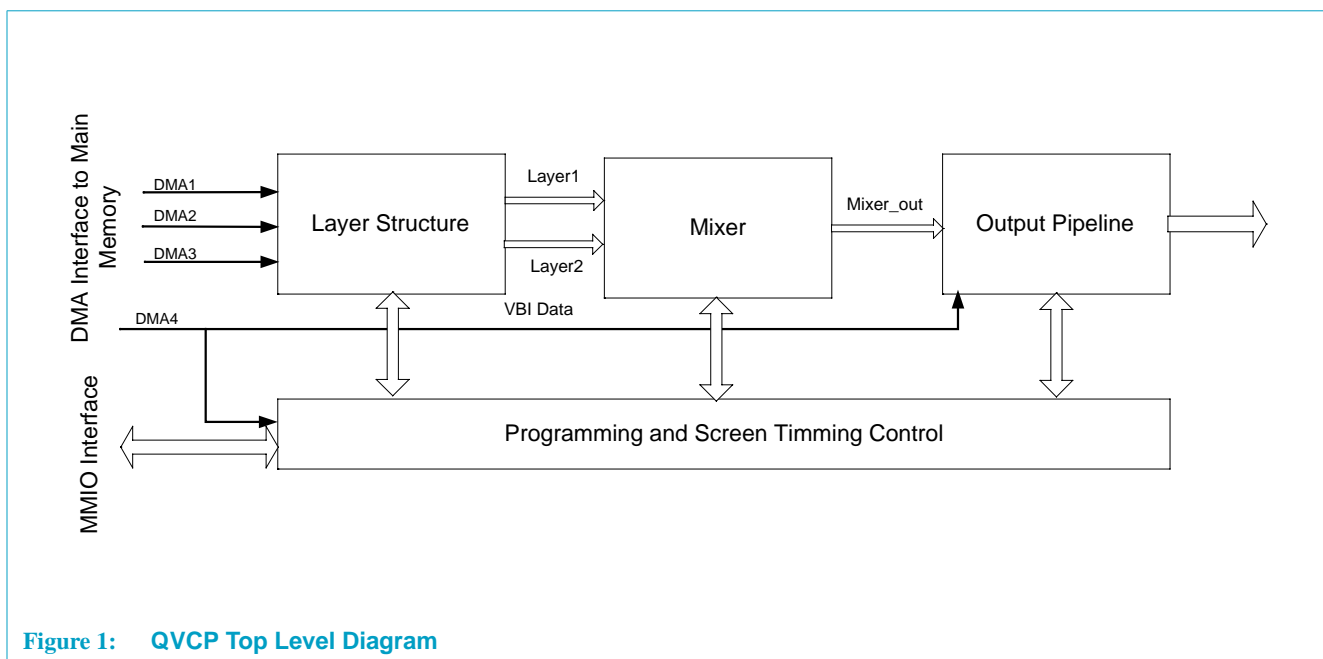 DMA Interface to Main
Memory
DMA1
DMA2
DMA3
Layer Structure
Layer1
Layer2
Mixer
Mixer_out
Output Pipeline
DMA4
VBI Data
MMIO Interface
Programming and Screen Timming Control
Figure 1: QVCP Top Level Diagram